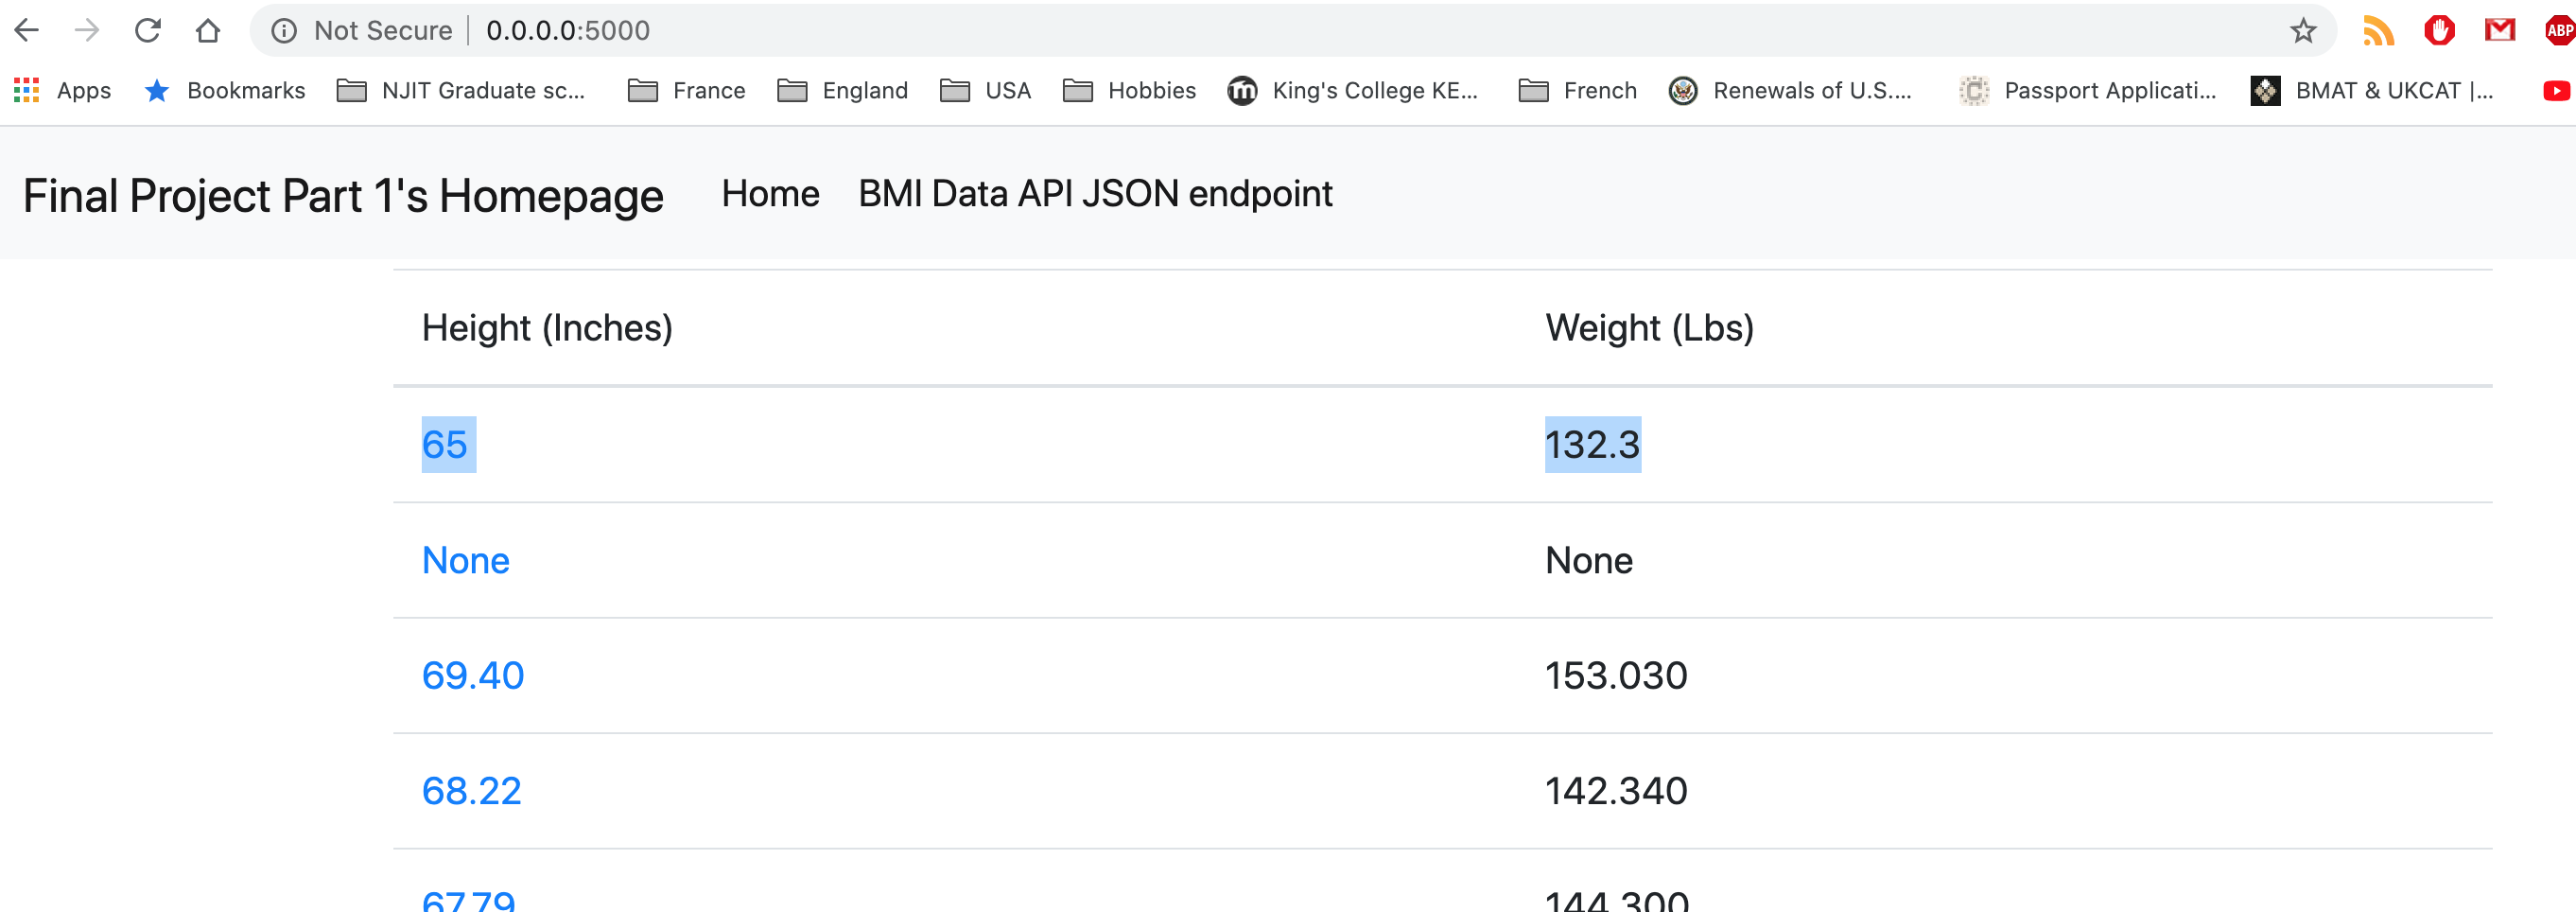 Not Secure | 0.0.0.0:5000
ABP
Apps Bookmarks NJIT Graduate sc... France England USA Hobbies m King's College KE... French Renewals of U.S.... C Passport Applicati... BMAT & UKCAT |...
Final Project Part 1's Homepage Home BMI Data API JSON endpoint
Height (Inches) Weight (Lbs)
65 132.3
None None
69.40 153.030
68.22 142.340
67.79 144.300